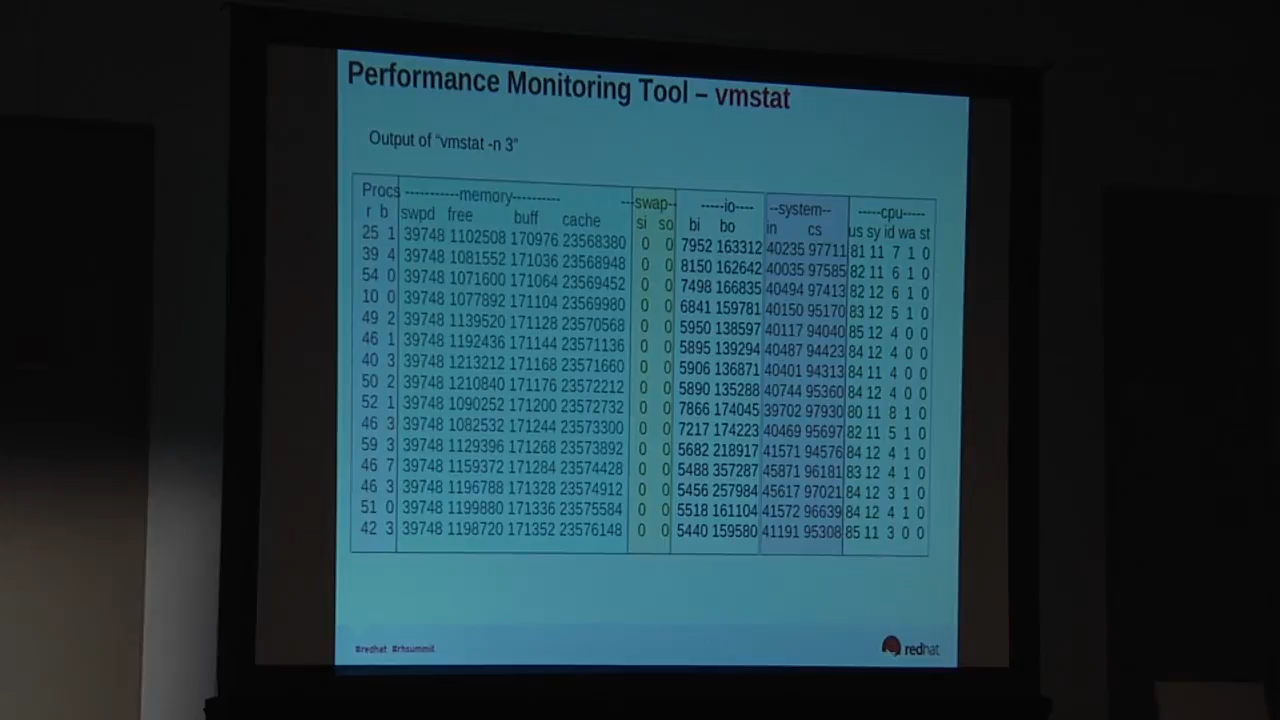 Performance Monitoring Tool – vmstat
Output of "vmstat -n 3"
Procs -----------memory---------- ---swap-- -----io---- --system-- -----cpu-----
r b swpd free buff cache si so bi bo in cs us sy id wa st
25 1 39748 1102508 170976 23568380 0 0 7952 163312 40235 97711 81 11 7 1 0
39 4 39748 1081552 171036 23568948 0 0 8150 162642 40035 97585 82 11 6 1 0
54 0 39748 1071600 171064 23569452 0 0 7498 166835 40494 97413 82 12 6 1 0
10 0 39748 1077892 171104 23569980 0 0 6841 159781 40150 95170 83 12 5 1 0
49 2 39748 1139520 171128 23570568 0 0 5950 138597 40117 94040 85 12 4 0 0
46 1 39748 1192436 171144 23571136 0 0 5895 139294 40487 94423 84 12 4 0 0
40 3 39748 1213212 171168 23571660 0 0 5906 136871 40401 94313 84 11 4 0 0
50 2 39748 1210840 171176 23572212 0 0 5890 135288 40744 95360 84 12 4 0 0
52 1 39748 1090252 171200 23572732 0 0 7866 174045 39702 97930 80 11 8 1 0
46 3 39748 1082532 171244 23573300 0 0 7217 174223 40469 95697 82 11 5 1 0
59 3 39748 1129396 171268 23573892 0 0 5682 218917 41571 94576 84 12 4 1 0
46 7 39748 1159372 171284 23574428 0 0 5488 357287 45871 96181 83 12 4 1 0
46 3 39748 1196788 171328 23574912 0 0 5456 257984 45617 97021 84 12 3 1 0
51 0 39748 1199880 171336 23575584 0 0 5518 161104 41572 96639 84 12 4 1 0
42 3 39748 1198720 171352 23576148 0 0 5440 159580 41191 95308 85 11 3 0 0
#redhat #rhsummit
redhat